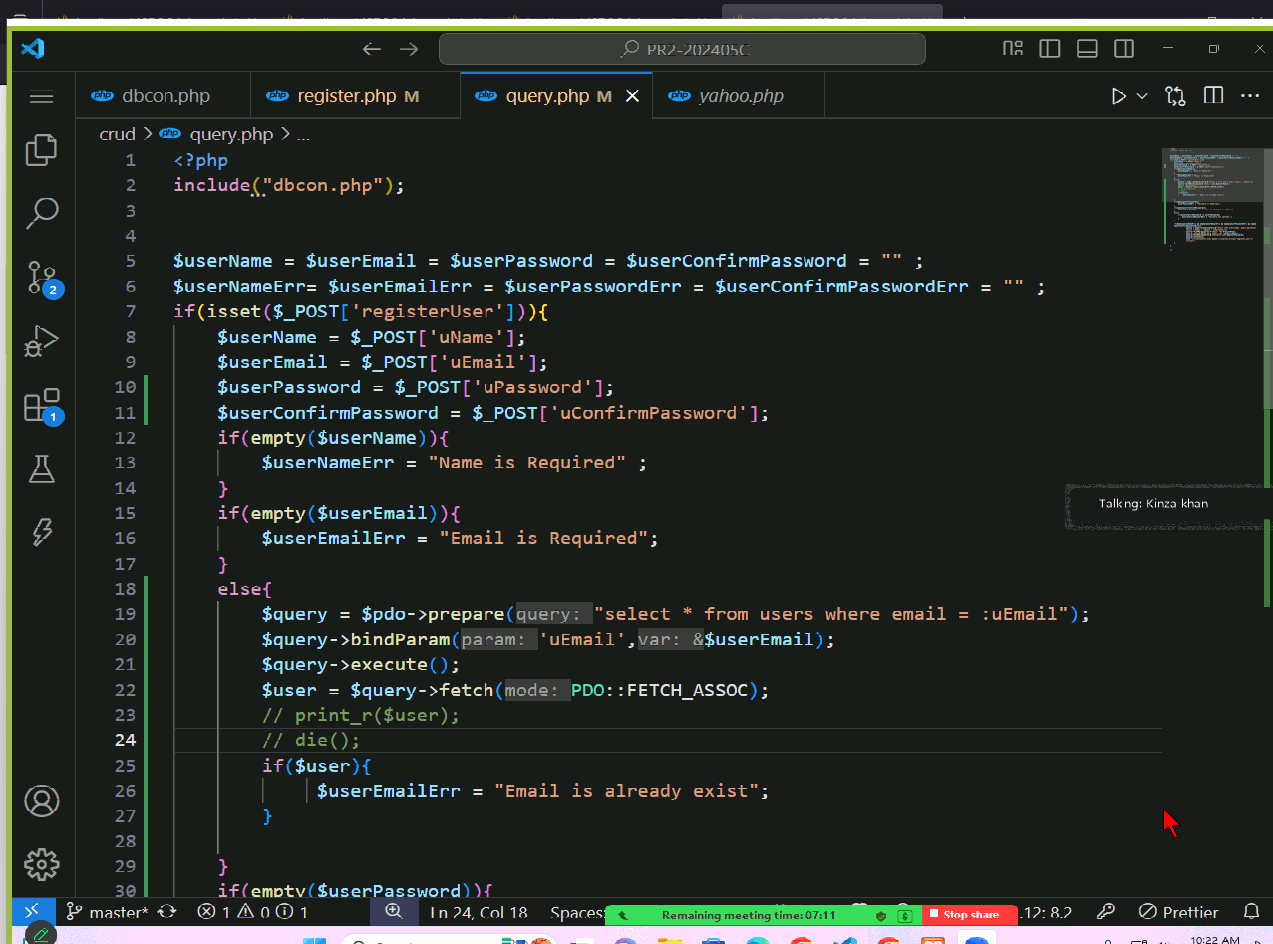 PR2-202405C
php dbcon.php
php register.php M
php query.php M
php yahoo.php
crud > php query.php > ...
1 <?php
2 include("dbcon.php");
3
4
5 $userName = $userEmail = $userPassword = $userConfirmPassword = "" ;
6 $userNameErr= $userEmailErr = $userPasswordErr = $userConfirmPasswordErr = "" ;
7 if(isset($_POST['registerUser'])){
8 $userName = $_POST['uName'];
9 $userEmail = $_POST['uEmail'];
10 $userPassword = $_POST['uPassword'];
11 $userConfirmPassword = $_POST['uConfirmPassword'];
12 if(empty($userName)){
13 $userNameErr = "Name is Required" ;
14 }
15 if(empty($userEmail)){
16 $userEmailErr = "Email is Required";
17 }
18 else{
19 $query = $pdo->prepare(query: "select * from users where email = :uEmail");
20 $query->bindParam(param: 'uEmail',var: &$userEmail);
21 $query->execute();
22 $user = $query->fetch(mode: PDO::FETCH_ASSOC);
23 // print_r($user);
24 // die();
25 if($user){
26 $userEmailErr = "Email is already exist";
27 }
28
29 }
30 if(empty($userPassword)){
2
1
Talking: Kinza khan
master* 1 0 1 Ln 24, Col 18 Spaces:
Remaining meeting time: 07:11
$
Stop share
12: 8.2
Prettier
10:22 AM